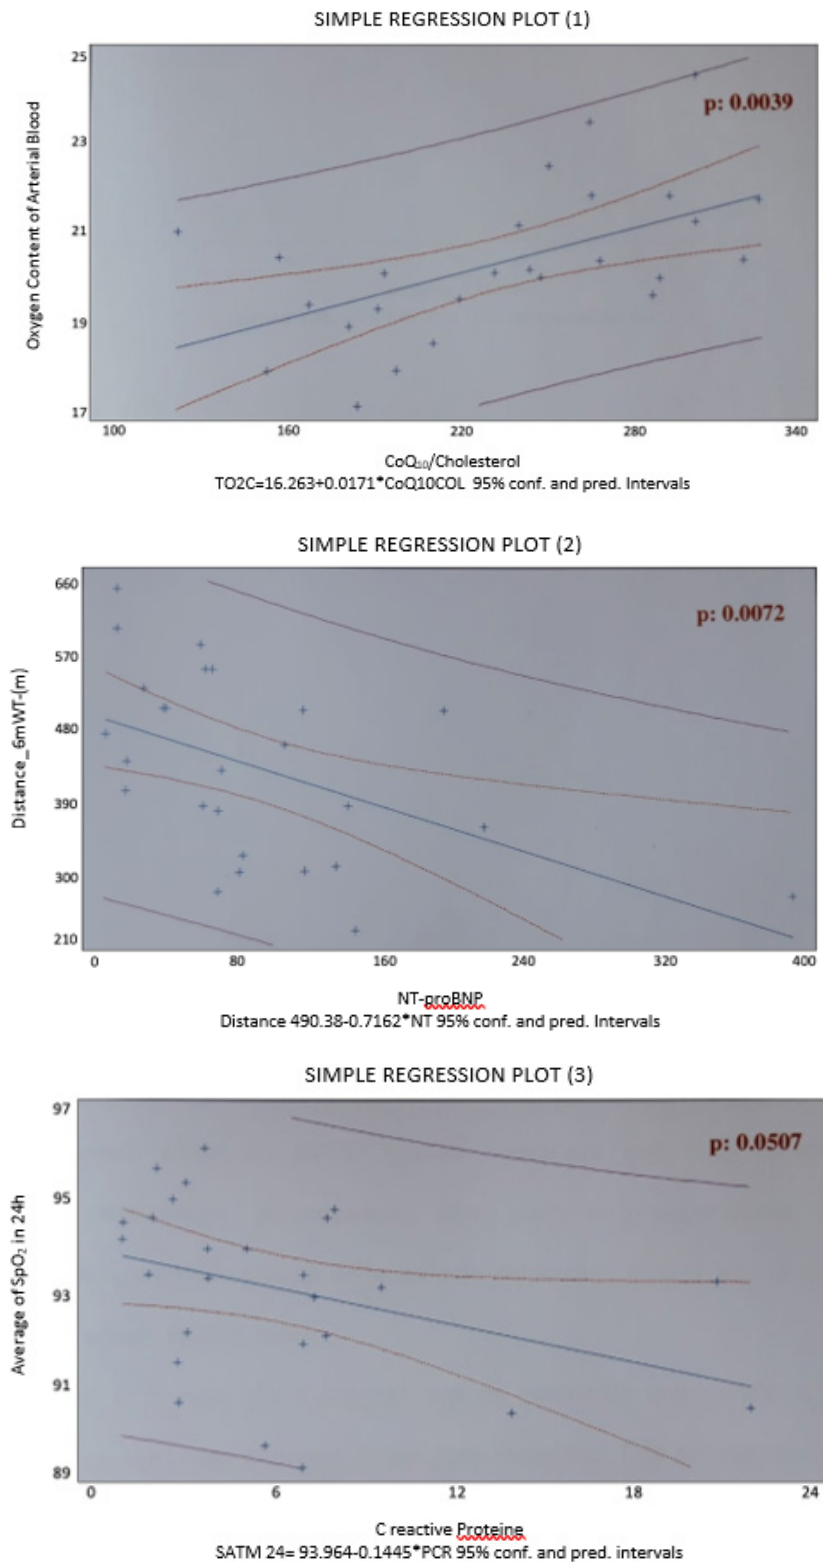 SIMPLE REGRESSION PLOT (1)
25
23
21
19
17
Oxygen Content of Arterial Blood
p: 0.0039
100 160 220 280 340
CoQ₁₀/Cholesterol
TO2C=16.263+0.0171*CoQ10COL 95% conf. and pred. Intervals
SIMPLE REGRESSION PLOT (2)
660
570
480
390
300
210
Distance_6mWT-(m)
p: 0.0072
0 80 160 240 320 400
NT-proBNP
Distance 490.38-0.7162*NT 95% conf. and pred. Intervals
SIMPLE REGRESSION PLOT (3)
97
95
93
91
89
Average of SpO₂ in 24h
p: 0.0507
0 6 12 18 24
C reactive Proteine
SATM 24= 93.964-0.1445*PCR 95% conf. and pred. intervals